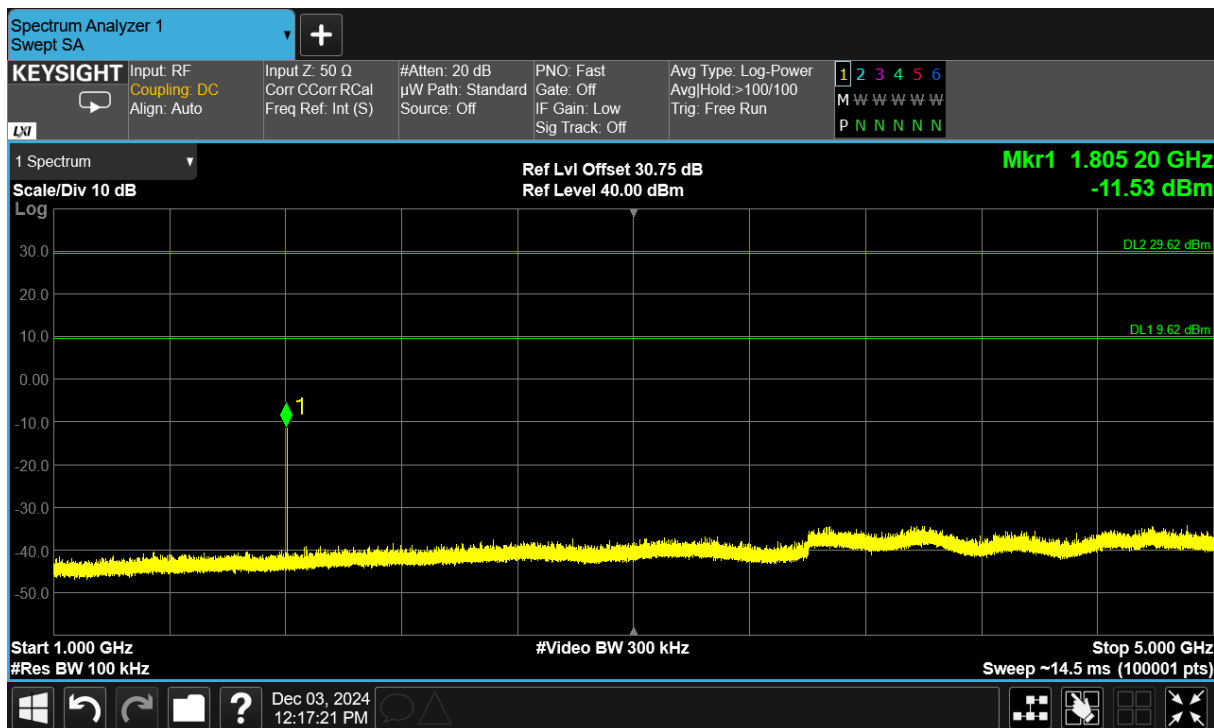 Spectrum Analyzer 1
Swept SA
KEYSIGHT
LXI
Input: RF
Coupling: DC
Align: Auto
Input Z: 50 Ω
Corr CCorr RCal
Freq Ref: Int (S)
#Atten: 20 dB
µW Path: Standard
Source: Off
PNO: Fast
Gate: Off
IF Gain: Low
Sig Track: Off
Avg Type: Log-Power
Avg|Hold:>100/100
Trig: Free Run
1 2 3 4 5 6
M W W W W W
P N N N N N
1 Spectrum
Scale/Div 10 dB
Log
Ref Lvl Offset 30.75 dB
Ref Level 40.00 dBm
Mkr1 1.805 20 GHz
-11.53 dBm
30.0
DL2 29.62 dBm
20.0
10.0
DL1 9.62 dBm
0.00
1
-10.0
-20.0
-30.0
-40.0
-50.0
Start 1.000 GHz
#Res BW 100 kHz
#Video BW 300 kHz
Stop 5.000 GHz
Sweep ~14.5 ms (100001 pts)
?
Dec 03, 2024
12:17:21 PM